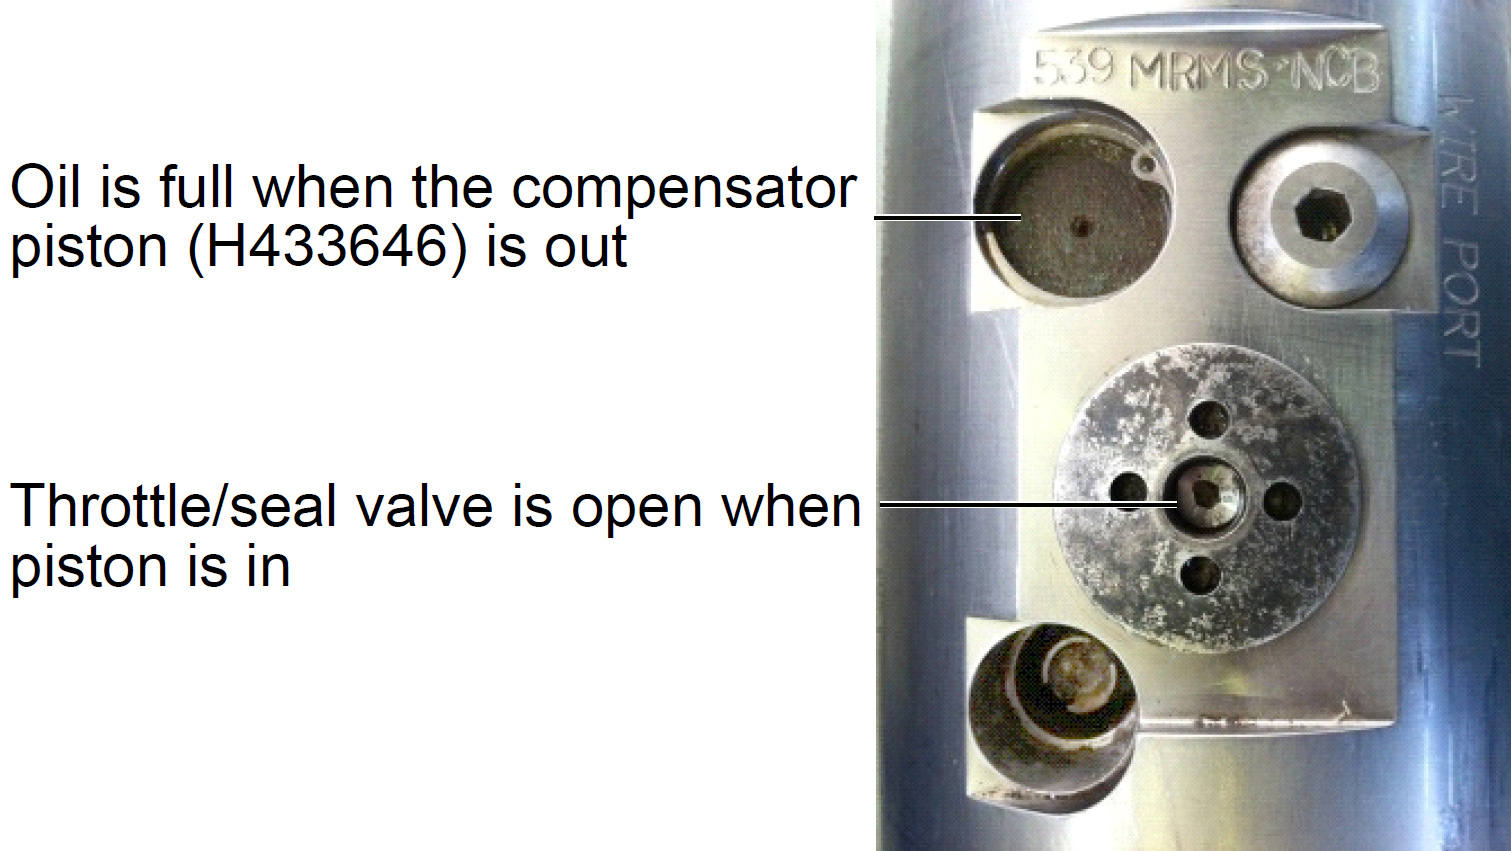 Oil is full when the compensator
piston (H433646) is out
Throttle/seal valve is open when
piston is in
539 MRMS-NCB
WIRE PORT